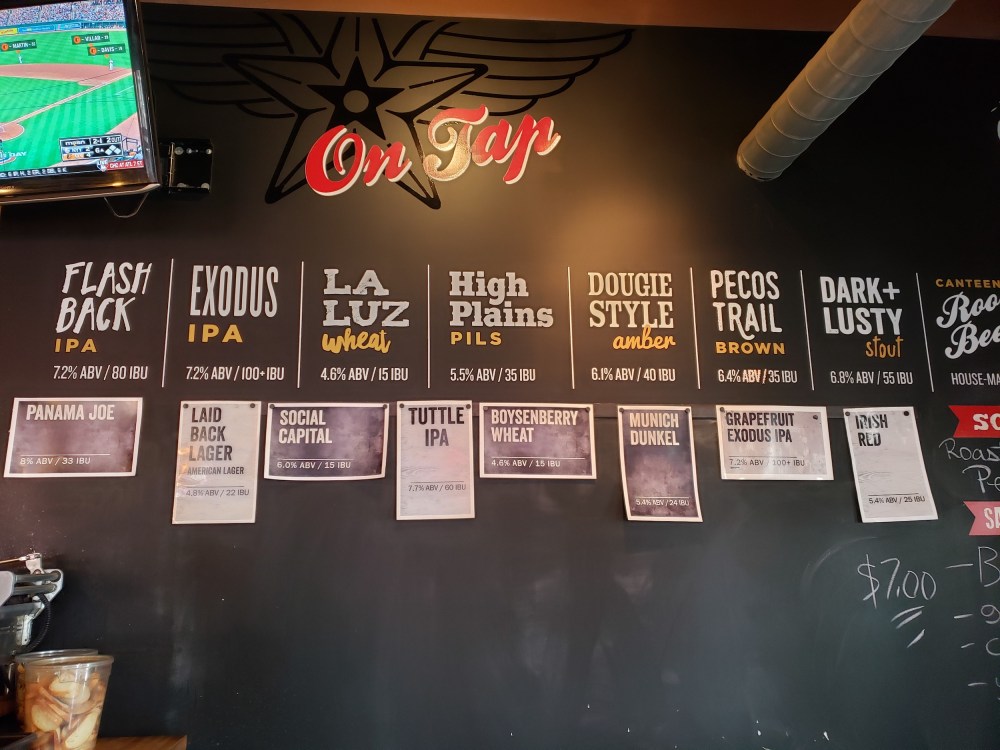 On Tap
FLASH
BACK
IPA
7.2% ABV / 80 IBU
EXODUS
IPA
7.2% ABV / 100+ IBU
LA
LUZ
wheat
4.6% ABV / 15 IBU
High
Plains
PILS
5.5% ABV / 35 IBU
DOUGIE
STYLE
amber
6.1% ABV / 40 IBU
PECOS
TRAIL
BROWN
6.4% ABV / 35 IBU
DARK+
LUSTY
stout
6.8% ABV / 55 IBU
CANTEEN
Roo
Bee
HOUSE-MA
PANAMA JOE
8% ABV / 33 IBU
LAID
BACK
LAGER
AMERICAN LAGER
4.8% ABV / 22 IBU
SOCIAL
CAPITAL
6.0% ABV / 15 IBU
TUTTLE
IPA
7.7% ABV / 60 IBU
BOYSENBERRY
WHEAT
4.6% ABV / 15 IBU
MUNICH
DUNKEL
5.4% ABV / 24 IBU
GRAPEFRUIT
EXODUS IPA
7.2% ABV / 100+ IBU
IRISH
RED
5.4% ABV / 25 IBU
SO
Roas
Pe
SA
$7.00
- B